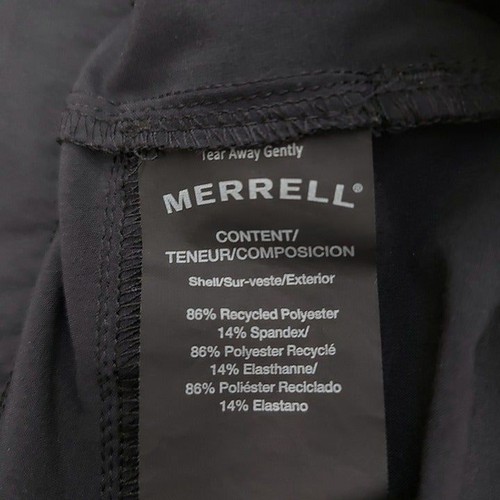 Tear Away Gently
MERRELL®
CONTENT/
TENEUR/COMPOSICION
Shell/Sur-veste/Exterior
86% Recycled Polyester
14% Spandex/
86% Polyester Recyclé
14% Elasthanne/
86% Poliéster Reciclado
14% Elastano